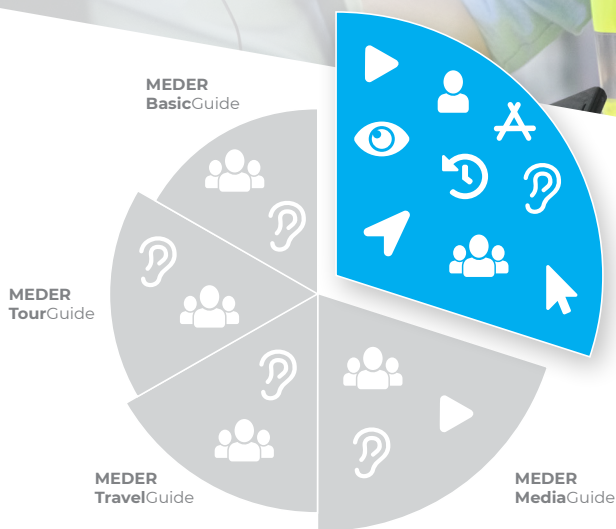 MEDER
BasicGuide
MEDER
TourGuide
MEDER
TravelGuide
MEDER
MediaGuide